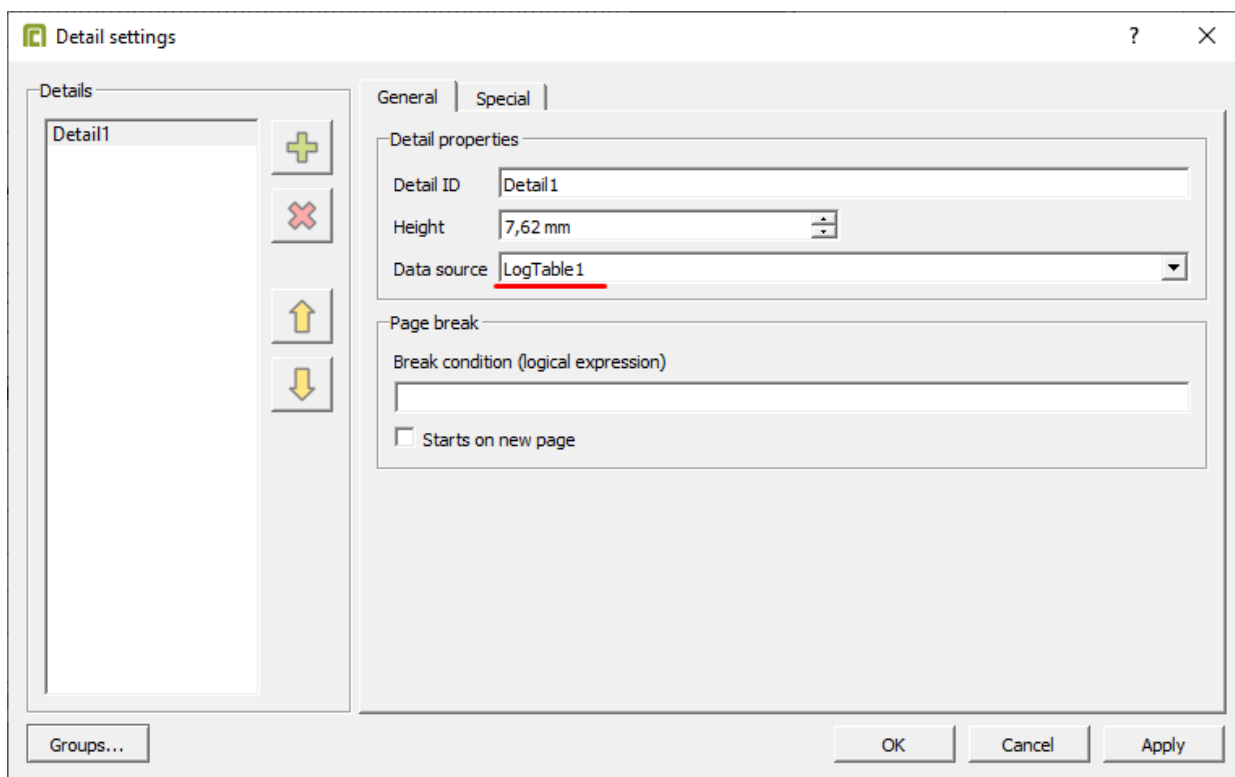 Detail settings
?
Details
Detail1
General
Special
Detail properties
Detail ID
Detail1
Height
7,62 mm
Data source
LogTable1
Page break
Break condition (logical expression)
Starts on new page
Groups...
OK
Cancel
Apply